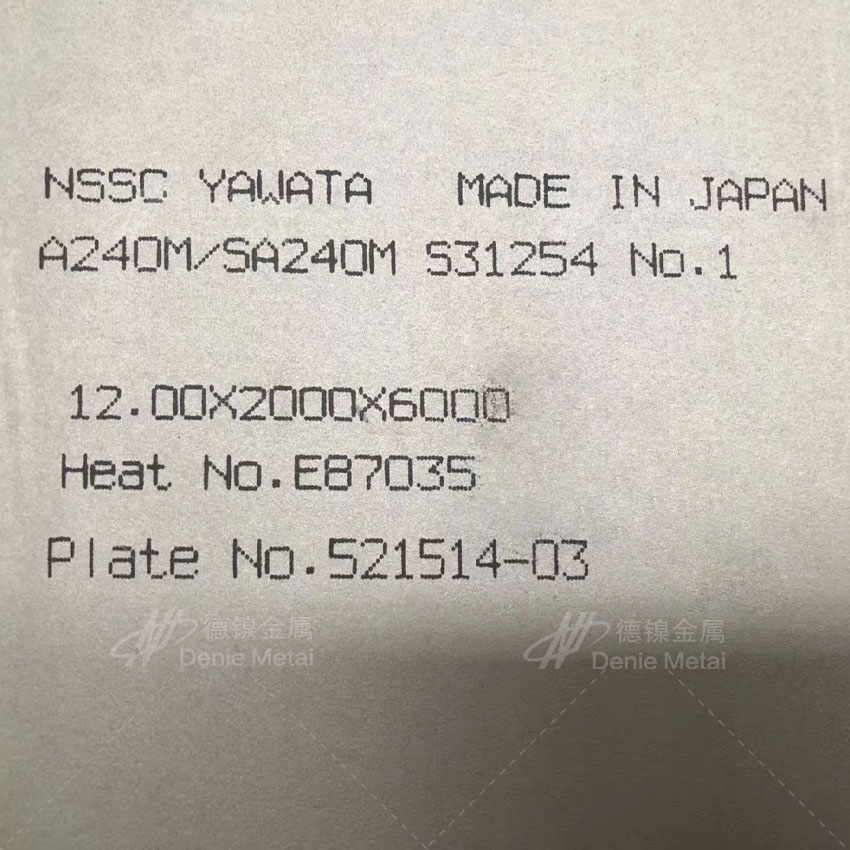 NSSC YAWATA MADE IN JAPAN
A240M/SA240M S31254 No.1
12.00X2000X6000
Heat No.E87035
Plate No.521514-03
德镍金属 德镍金属
Denie Metai Denie Metai